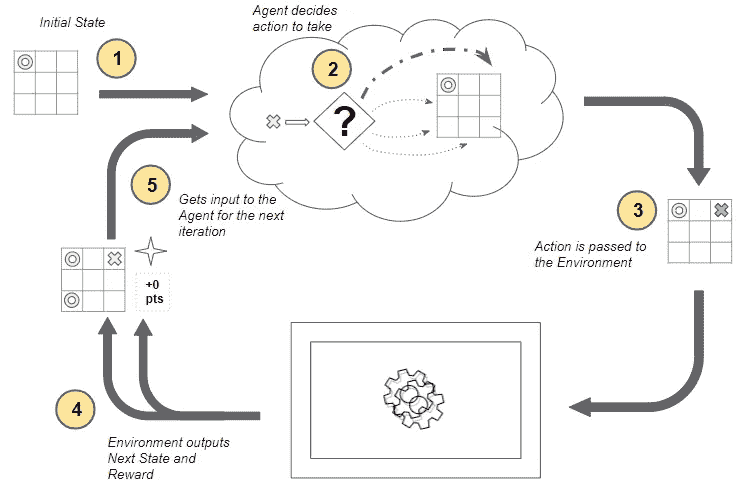 Initial State
1
Agent decides
action to take
2
?
3
Action is passed to
the Environment
4
Environment outputs
Next State and
Reward
+0
pts
5
Gets input to the
Agent for the next
iteration